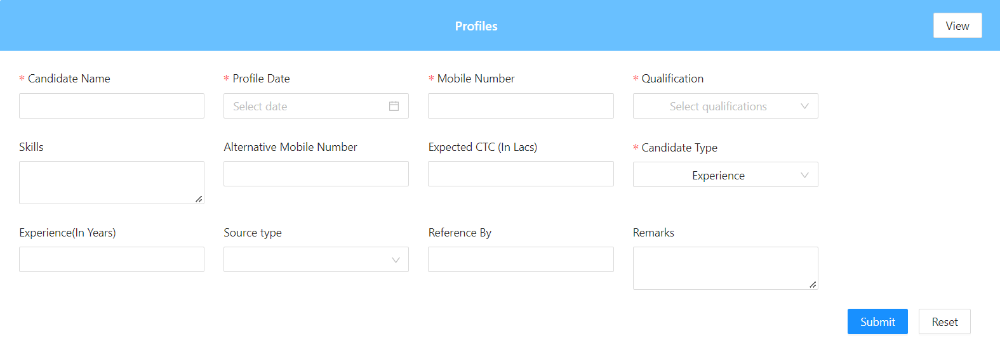 Profiles
View
* Candidate Name
* Profile Date
* Mobile Number
* Qualification
Select date
Select qualifications
Skills
Alternative Mobile Number
Expected CTC (In Lacs)
* Candidate Type
Experience
Experience(In Years)
Source type
Reference By
Remarks
Submit
Reset